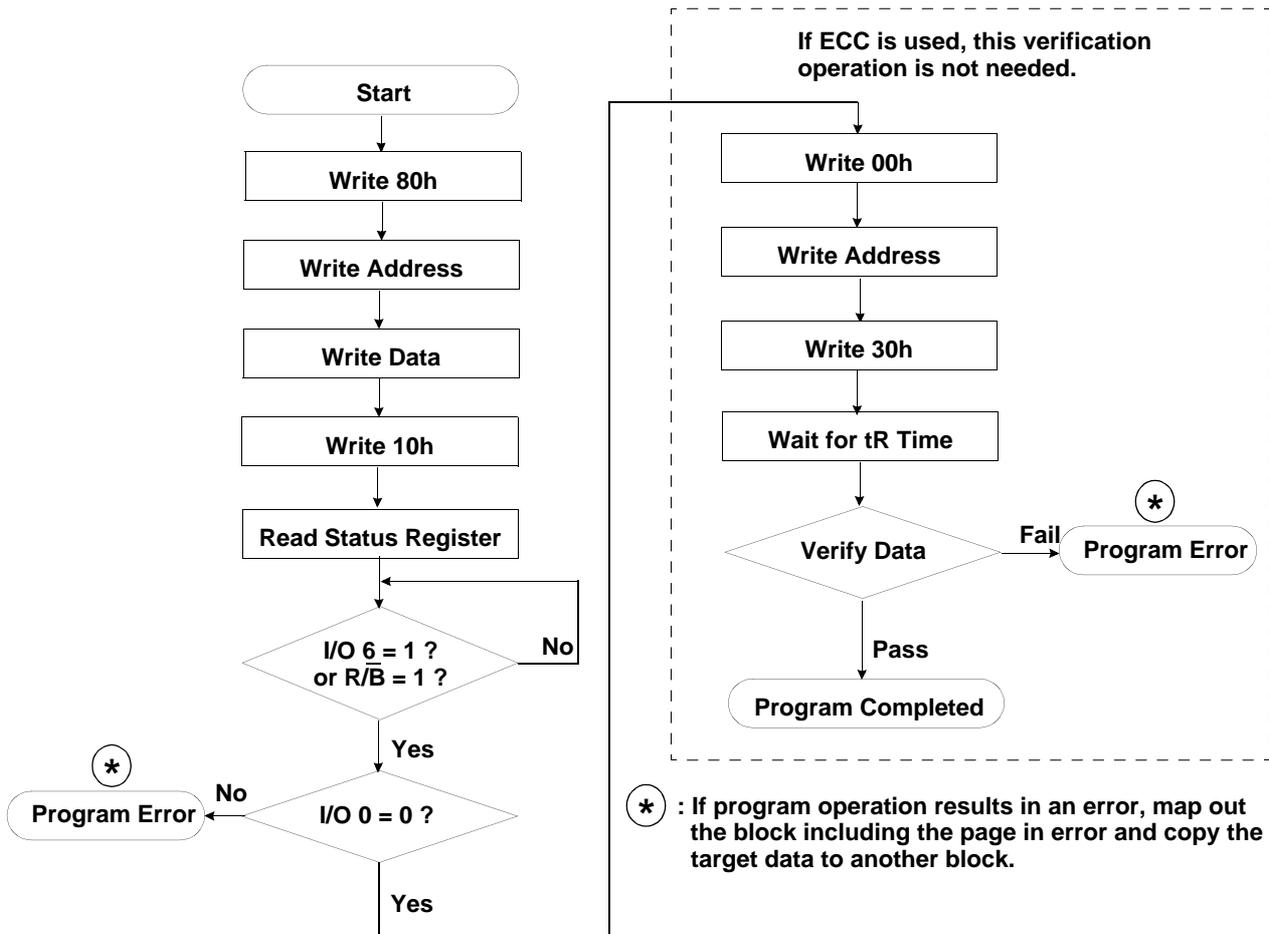 Start
Write 80h
Write Address
Write Data
Write 10h
Read Status Register
I/O 6 = 1 ?
or R/B̅ = 1 ?
No
Yes
*
Program Error
No
I/O 0 = 0 ?
Yes
If ECC is used, this verification
operation is not needed.
Write 00h
Write Address
Write 30h
Wait for tR Time
Verify Data
Fail
*
Program Error
Pass
Program Completed
* : If program operation results in an error, map out
the block including the page in error and copy the
target data to another block.